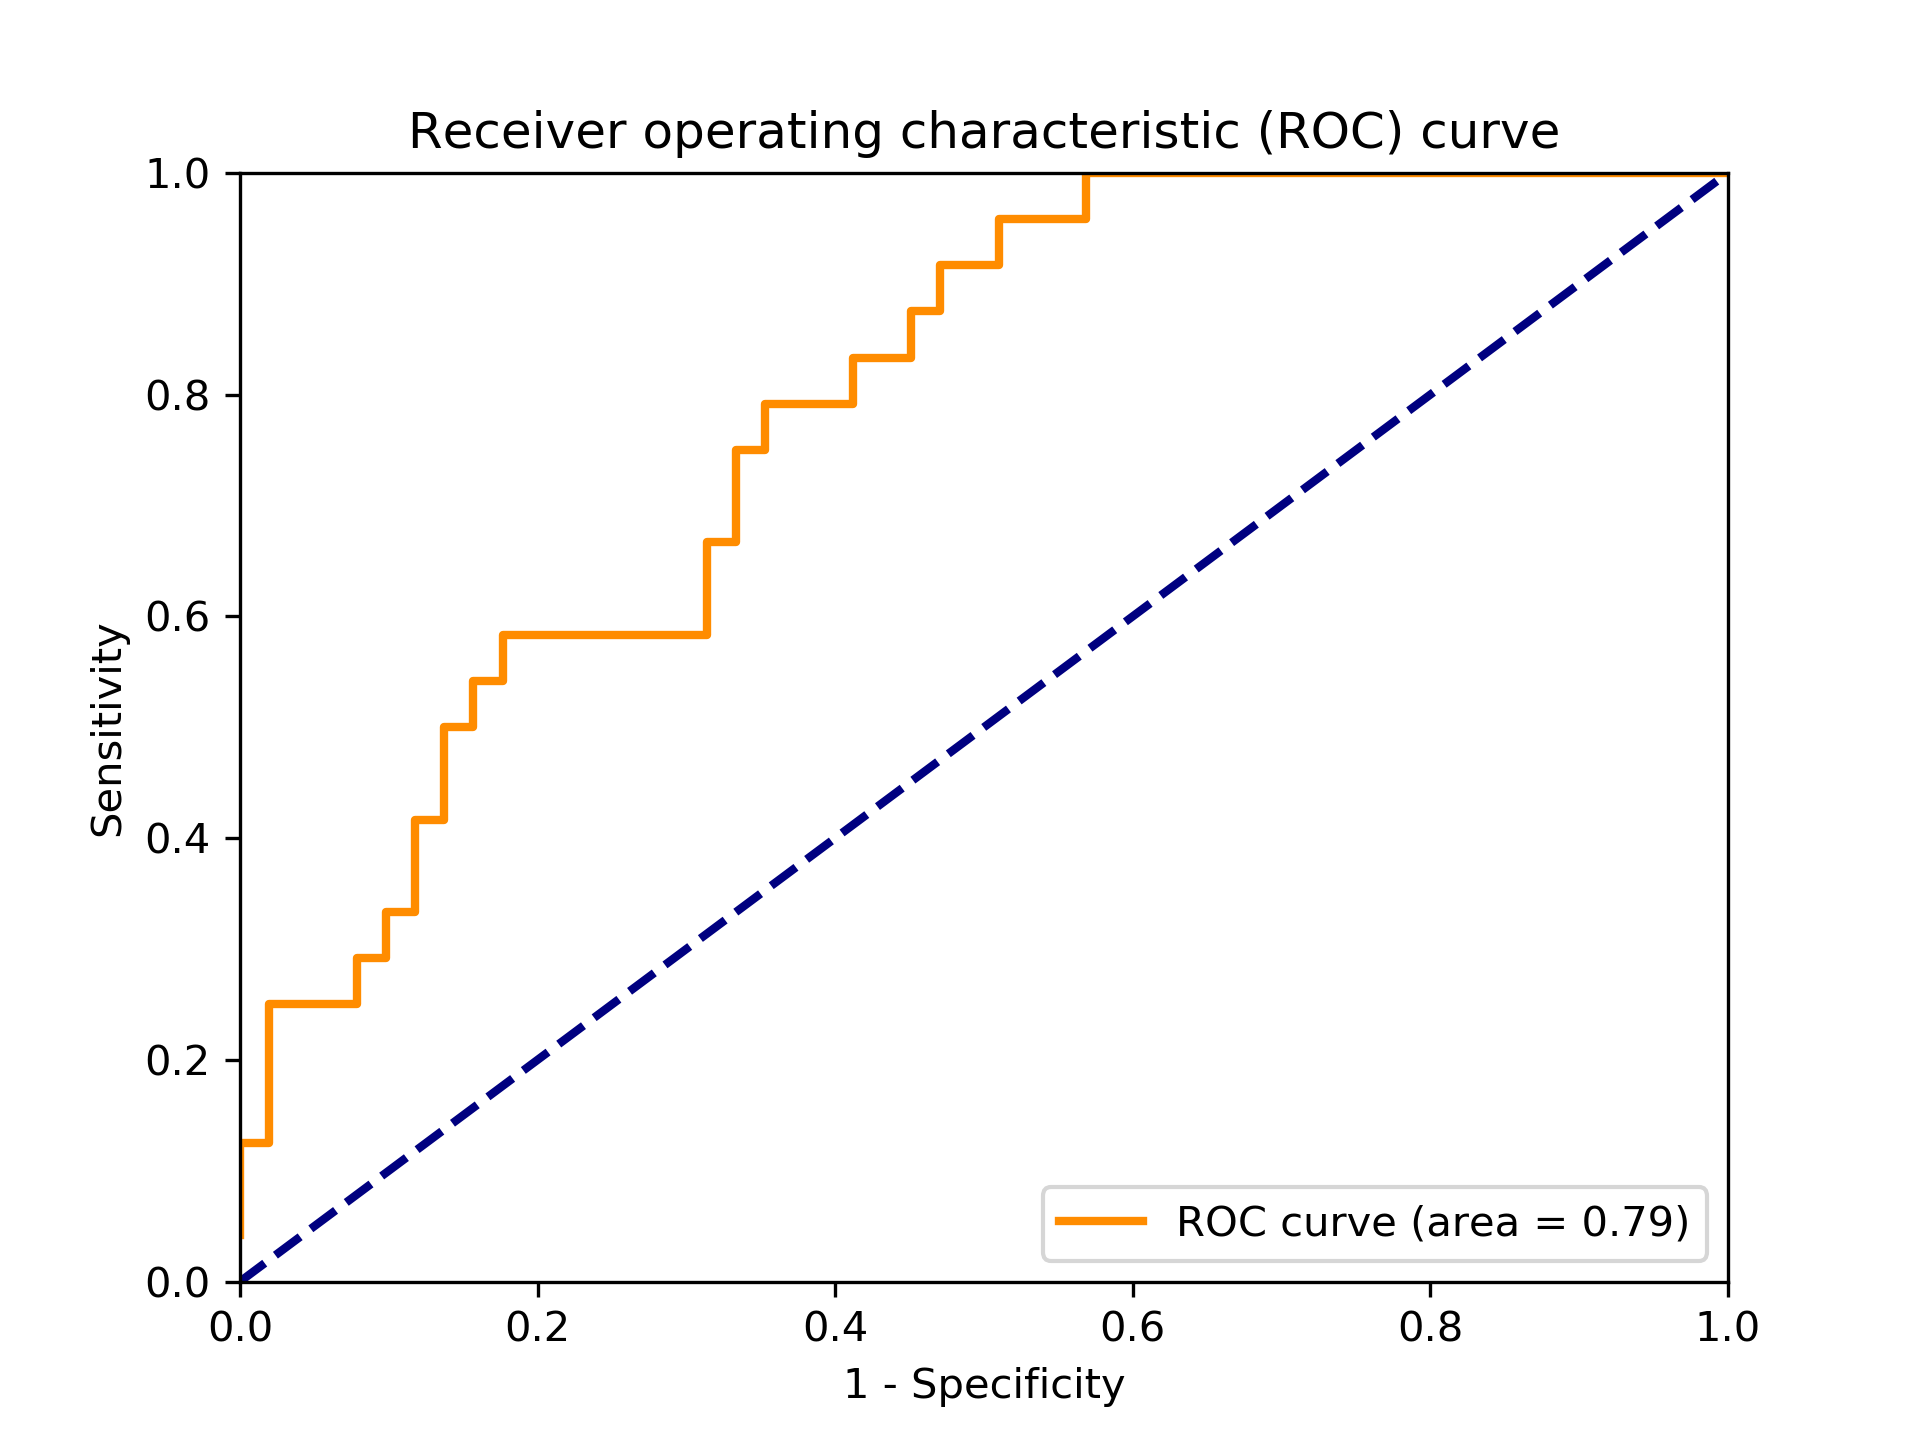 Receiver operating characteristic (ROC) curve
1.0
0.8
0.6
0.4
0.2
0.0
Sensitivity
ROC curve (area = 0.79)
0.0 0.2 0.4 0.6 0.8 1.0
1 - Specificity